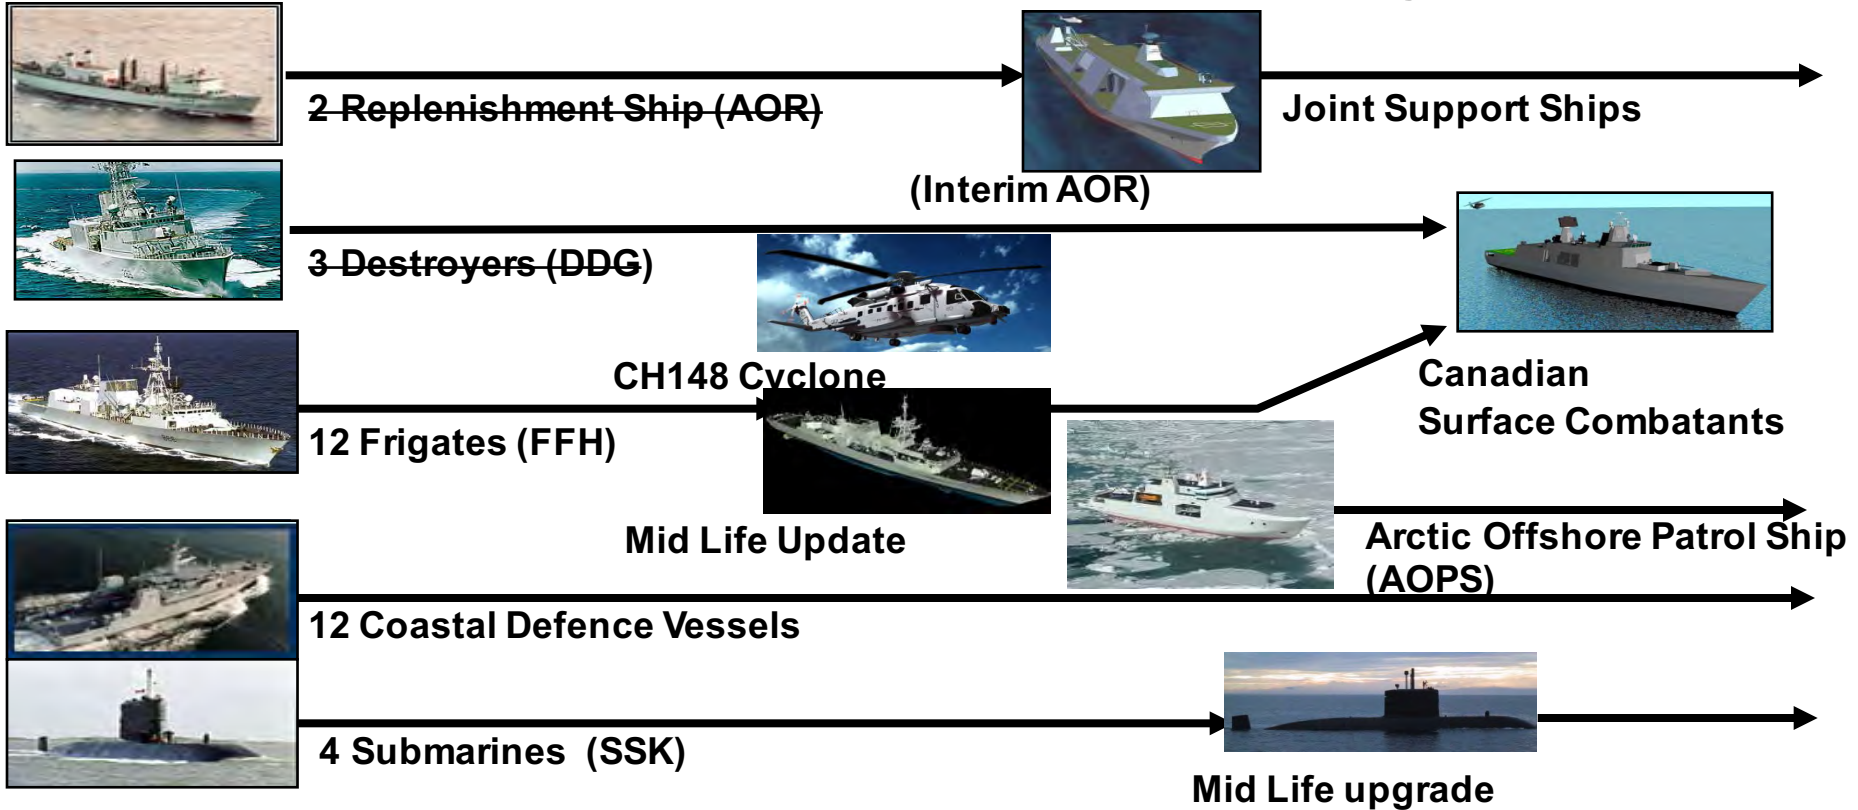 2 Replenishment Ship (AOR)
Joint Support Ships
(Interim AOR)
3 Destroyers (DDG)
CH148 Cyclone
Canadian
Surface Combatants
12 Frigates (FFH)
Mid Life Update
Arctic Offshore Patrol Ship
(AOPS)
12 Coastal Defence Vessels
4 Submarines (SSK)
Mid Life upgrade